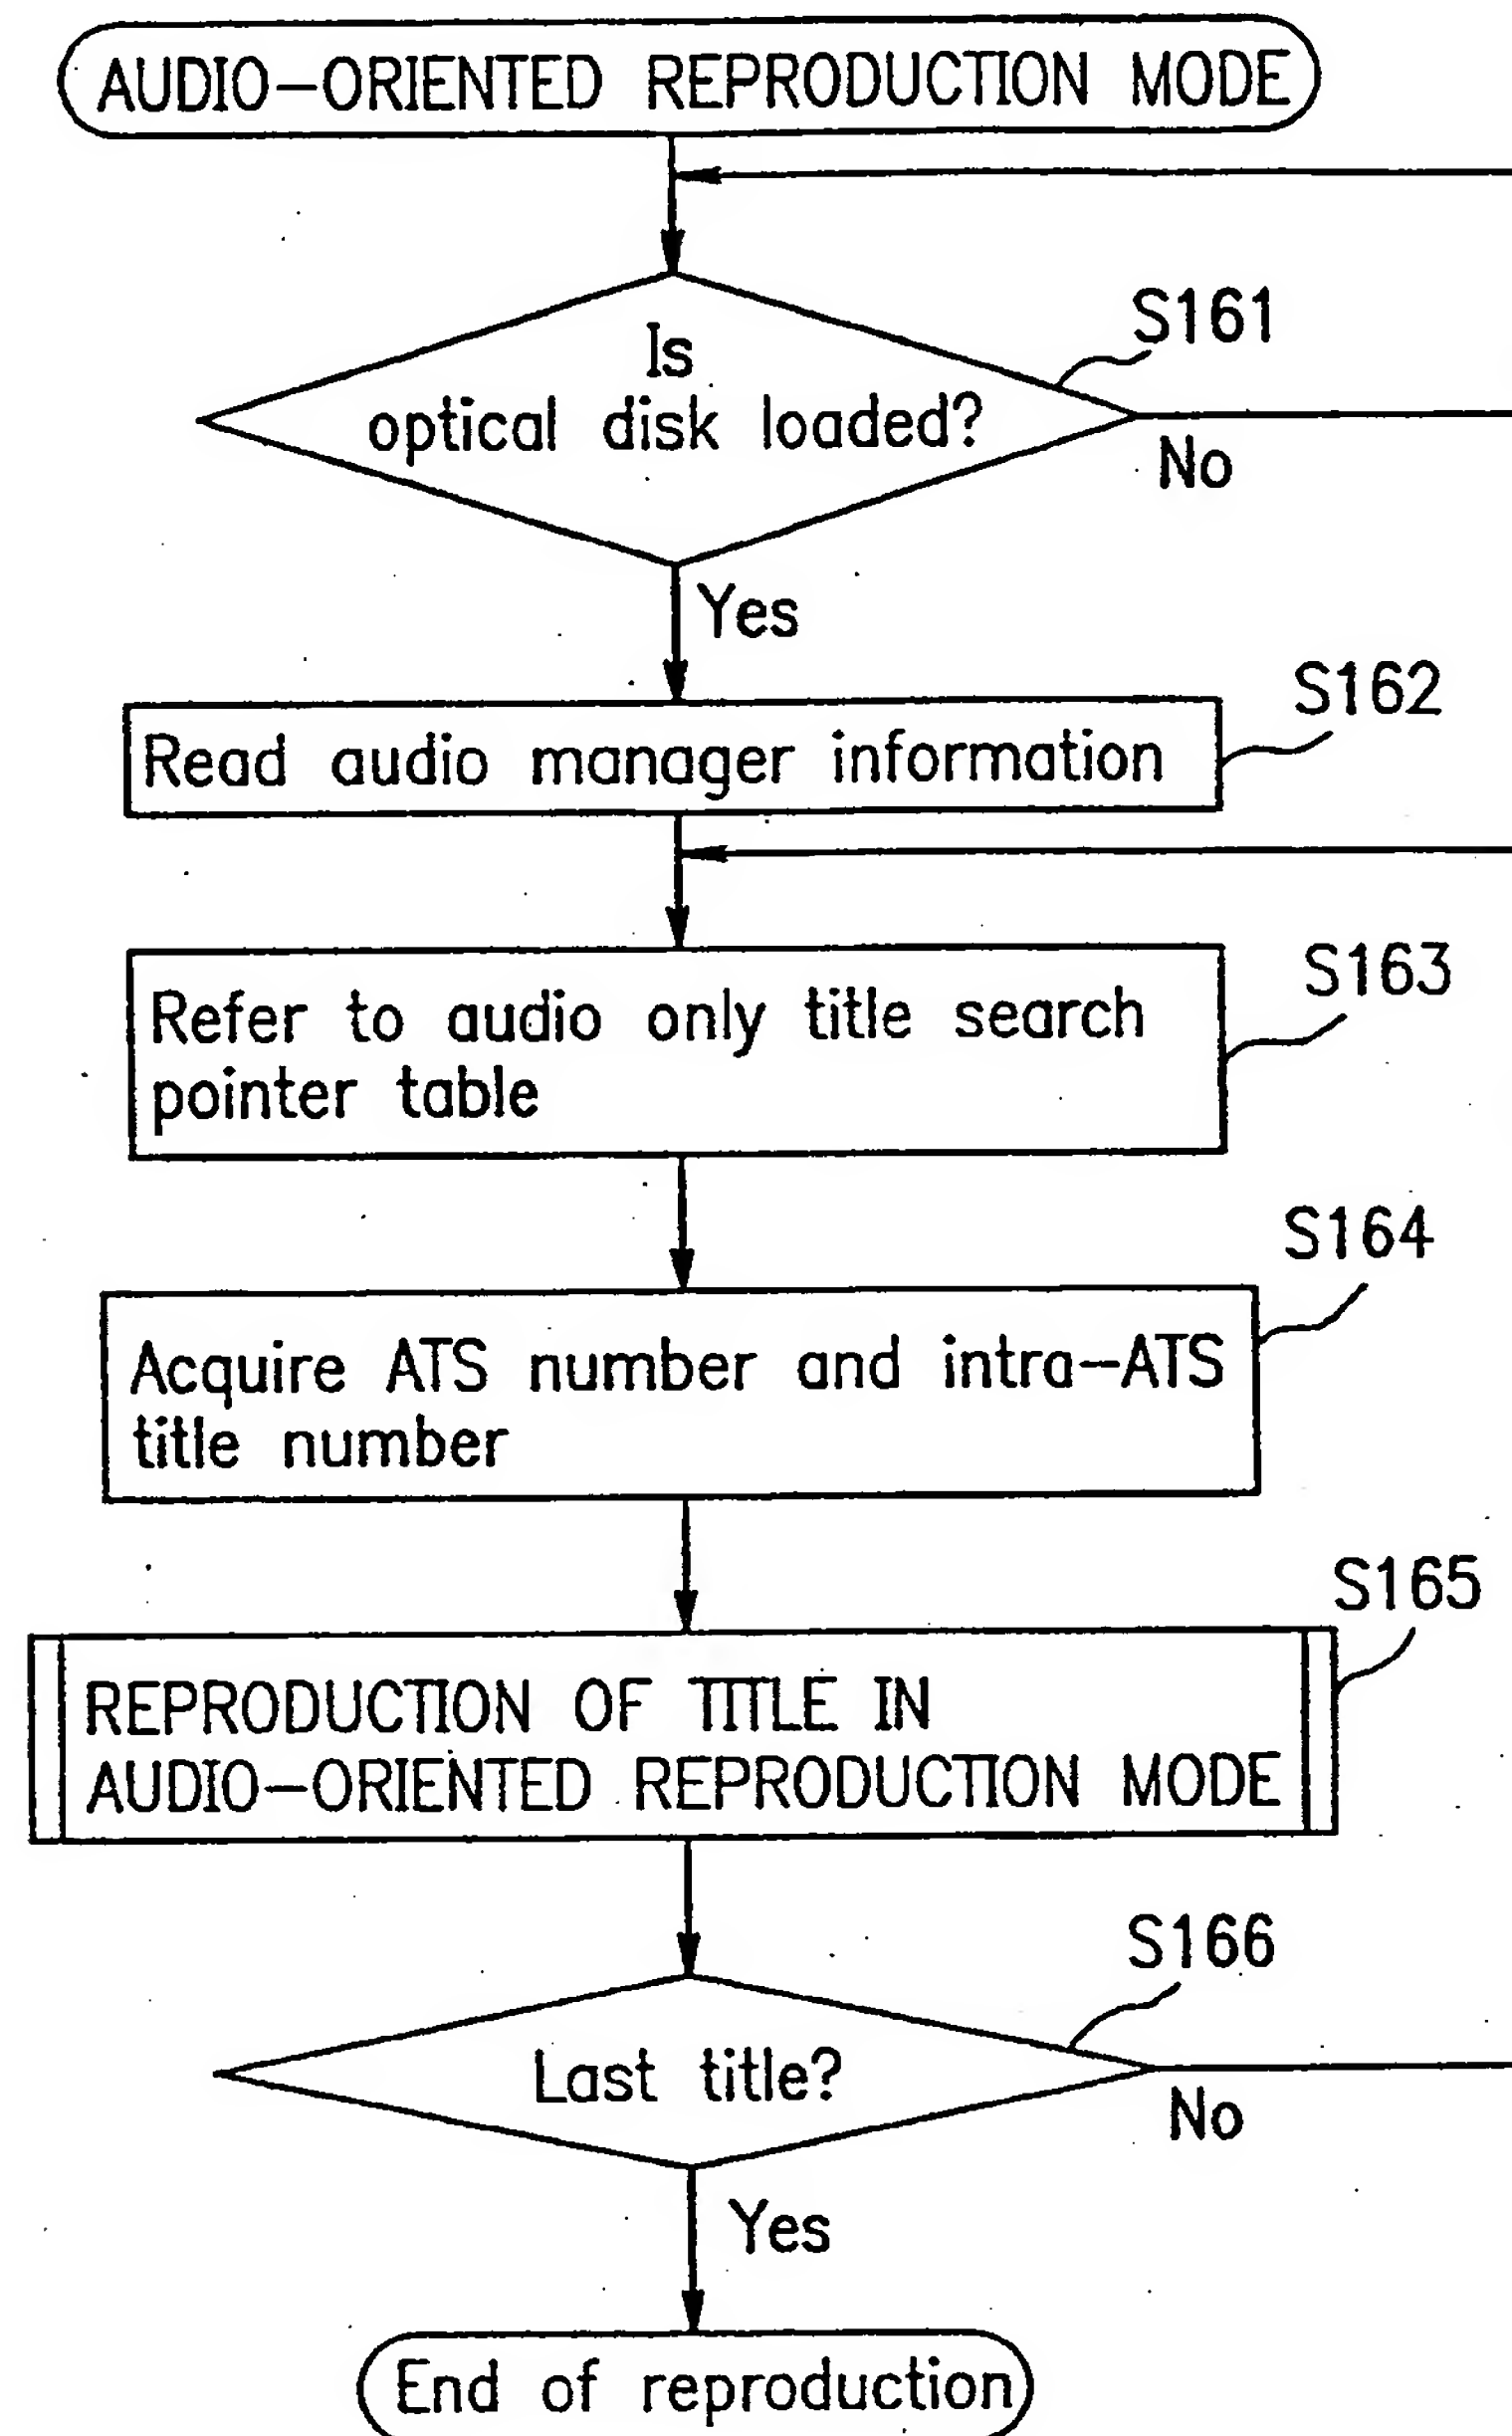 AUDIO-ORIENTED REPRODUCTION MODE
S161
Is
optical disk loaded?
No
Yes
S162
Read audio manager information
S163
Refer to audio only title search
pointer table
S164
Acquire ATS number and intra-ATS
title number
S165
REPRODUCTION OF TITLE IN
AUDIO-ORIENTED REPRODUCTION MODE
S166
Last title?
No
Yes
End of reproduction